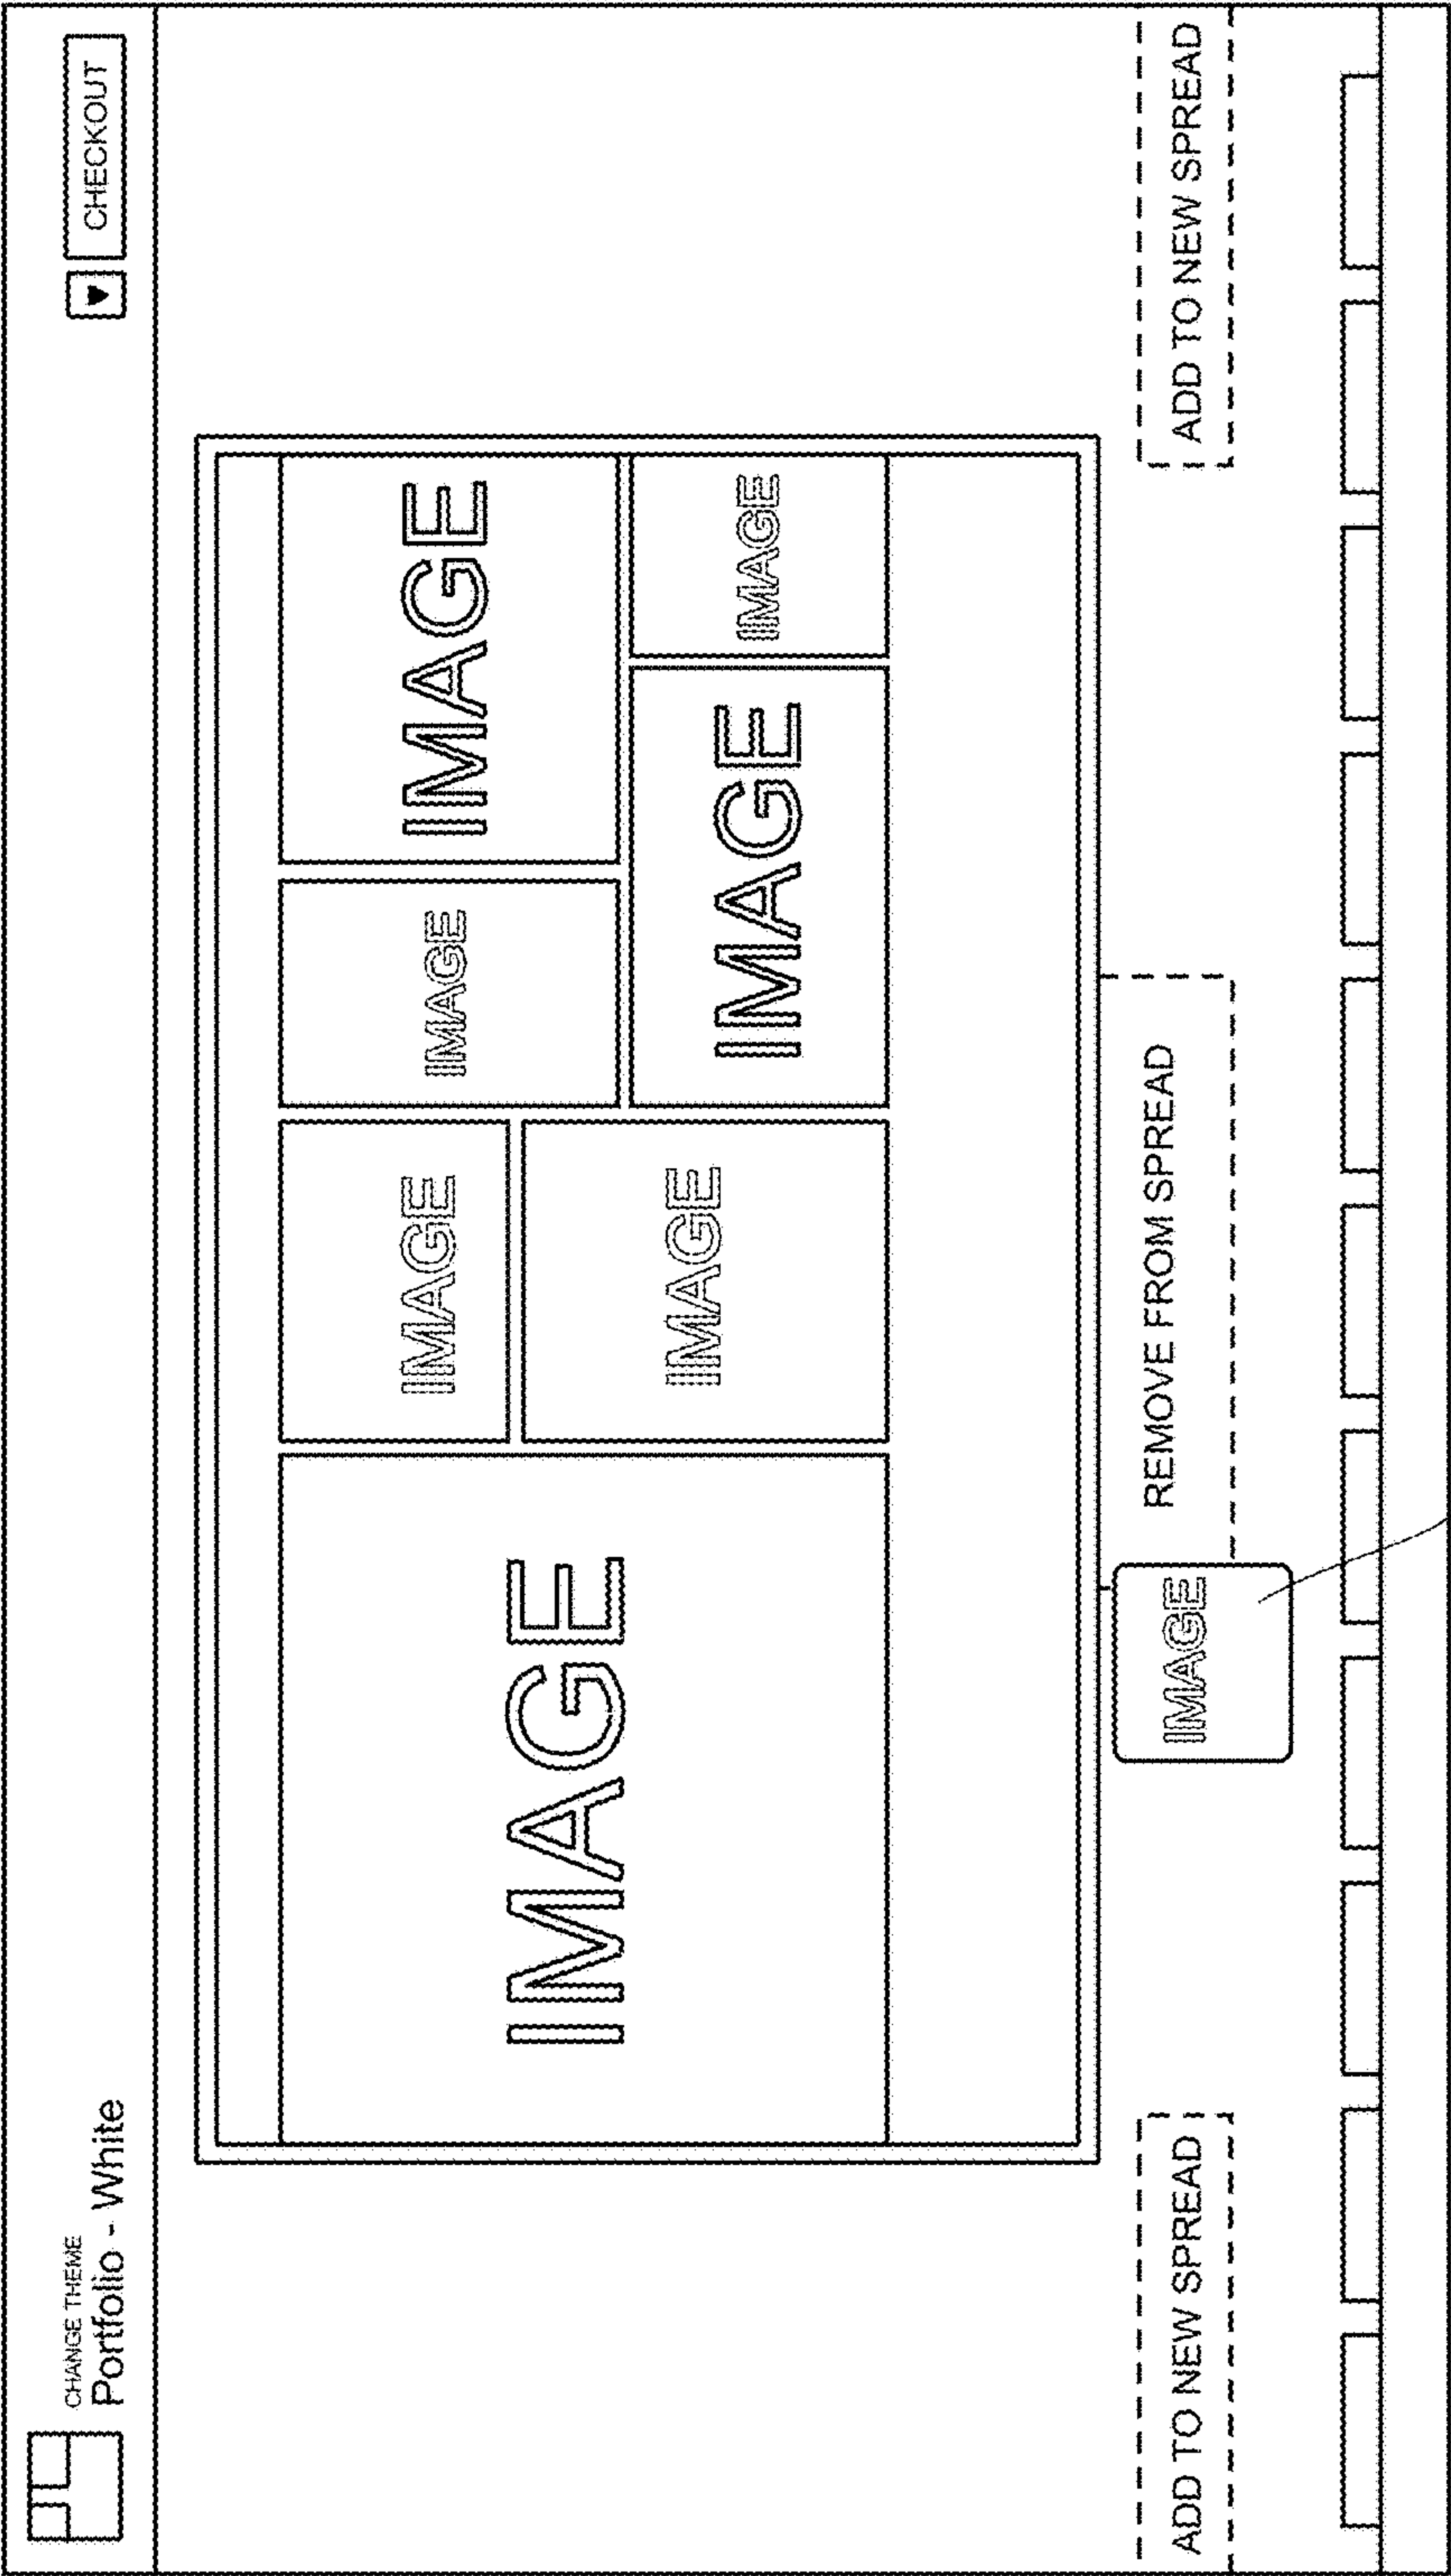 CHANGE THEME
Portfolio - White
CHECKOUT
IMAGE
IMAGE
IMAGE
IMAGE
IMAGE
IMAGE
IMAGE
ADD TO NEW SPREAD
IMAGE
REMOVE FROM SPREAD
ADD TO NEW SPREAD